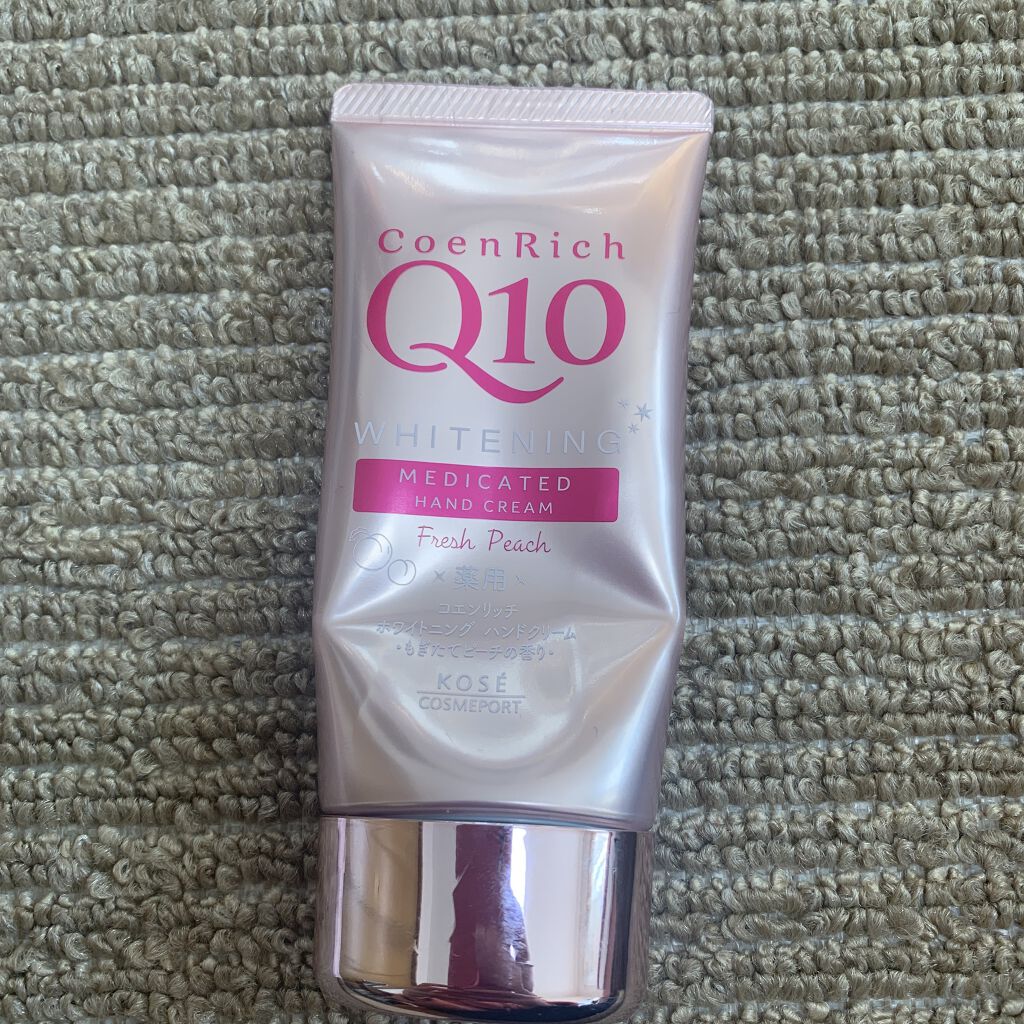 CoenRich
Q10
WHITENING
MEDICATED
HAND CREAM
Fresh Peach
薬用
コエンリッチ
ホワイトニング ハンドクリーム
・もぎたてピーチの香り・
KOSÉ
COSMEPORT